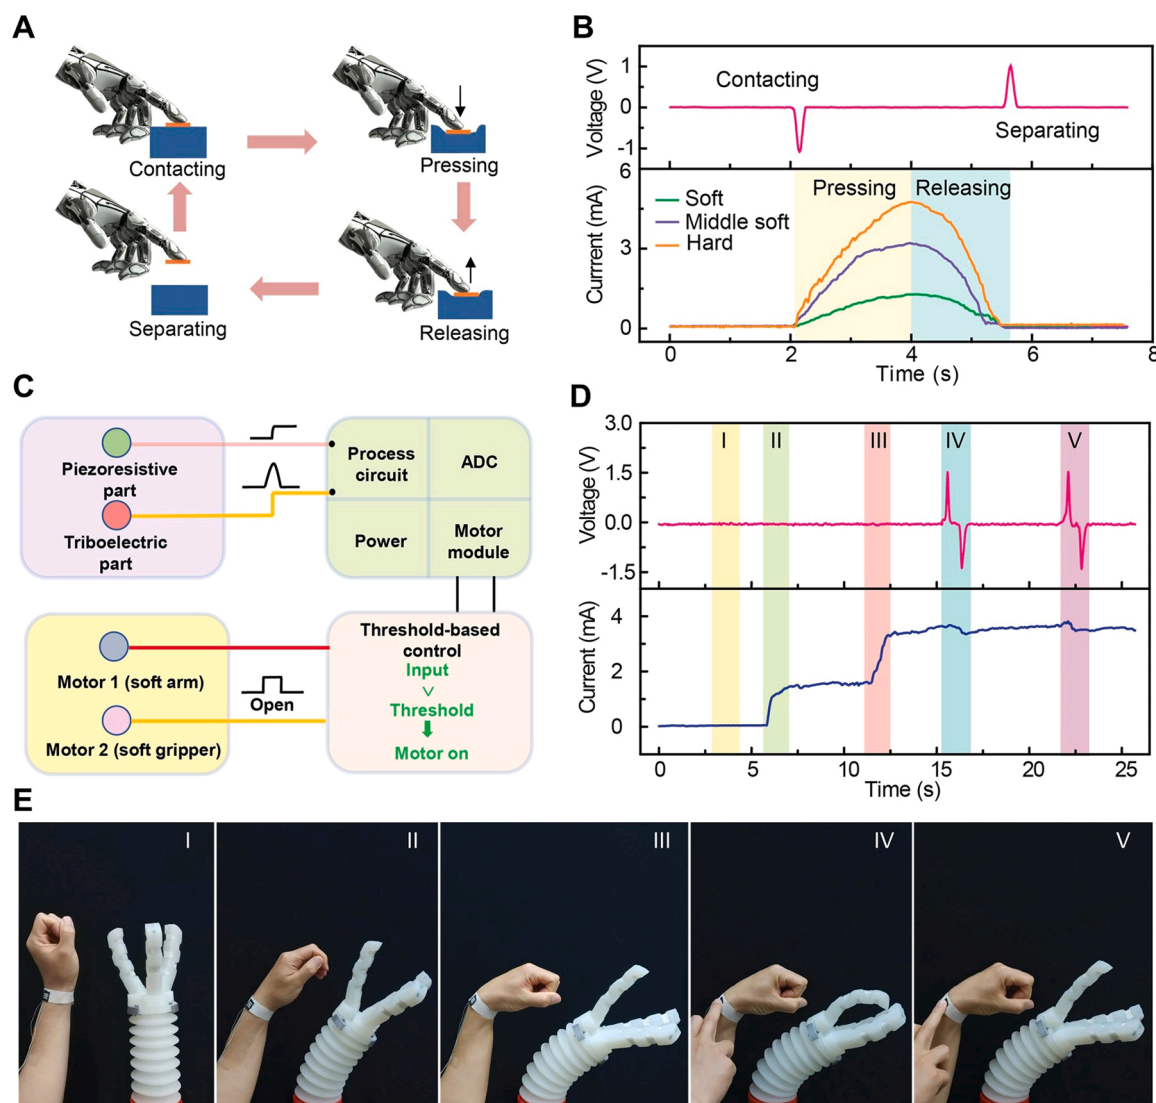 A
Contacting
Pressing
Separating
Releasing
B
Voltage (V)
1
0
-1
Contacting
Separating
Currrent (mA)
6
3
0
Soft
Middle soft
Hard
Pressing
Releasing
0
2
4
6
8
Time (s)
C
Piezoresistive
part
Triboelectric
part
Process
circuit
ADC
Power
Motor
module
Motor 1 (soft arm)
Motor 2 (soft gripper)
Open
Threshold-based
control
Input
Threshold
Motor on
D
Voltage (V)
3.0
1.5
0.0
-1.5
I
II
III
IV
V
Current (mA)
4
2
0
0
5
10
15
20
25
Time (s)
E
I
II
III
IV
V